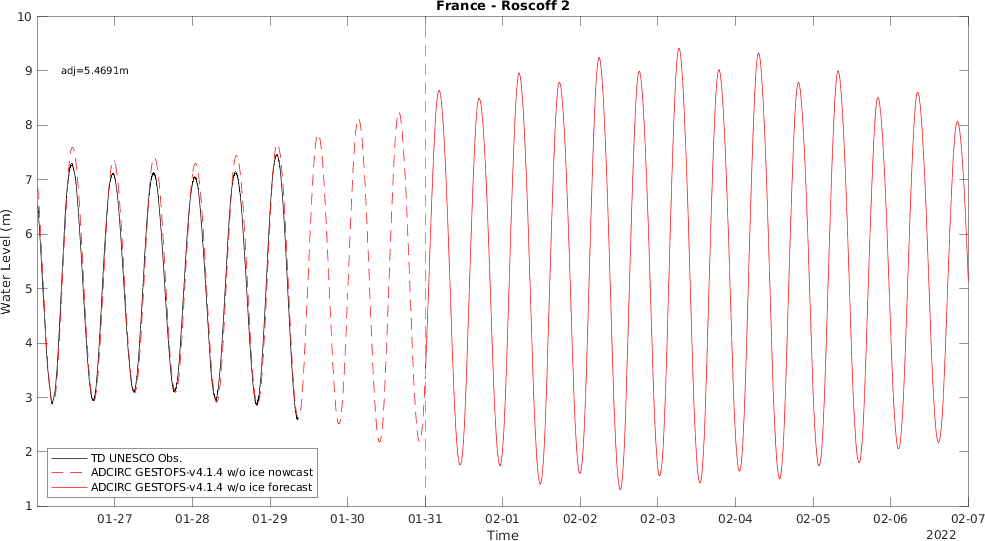 France - Roscoff 2
10
9
8
7
6
5
4
3
2
1
Water Level (m)
adj=5.4691m
TD UNESCO Obs.
ADCIRC GESTOFS-v4.1.4 w/o ice nowcast
ADCIRC GESTOFS-v4.1.4 w/o ice forecast
01-27 01-28 01-29 01-30 01-31 02-01 02-02 02-03 02-04 02-05 02-06 02-07
Time
2022